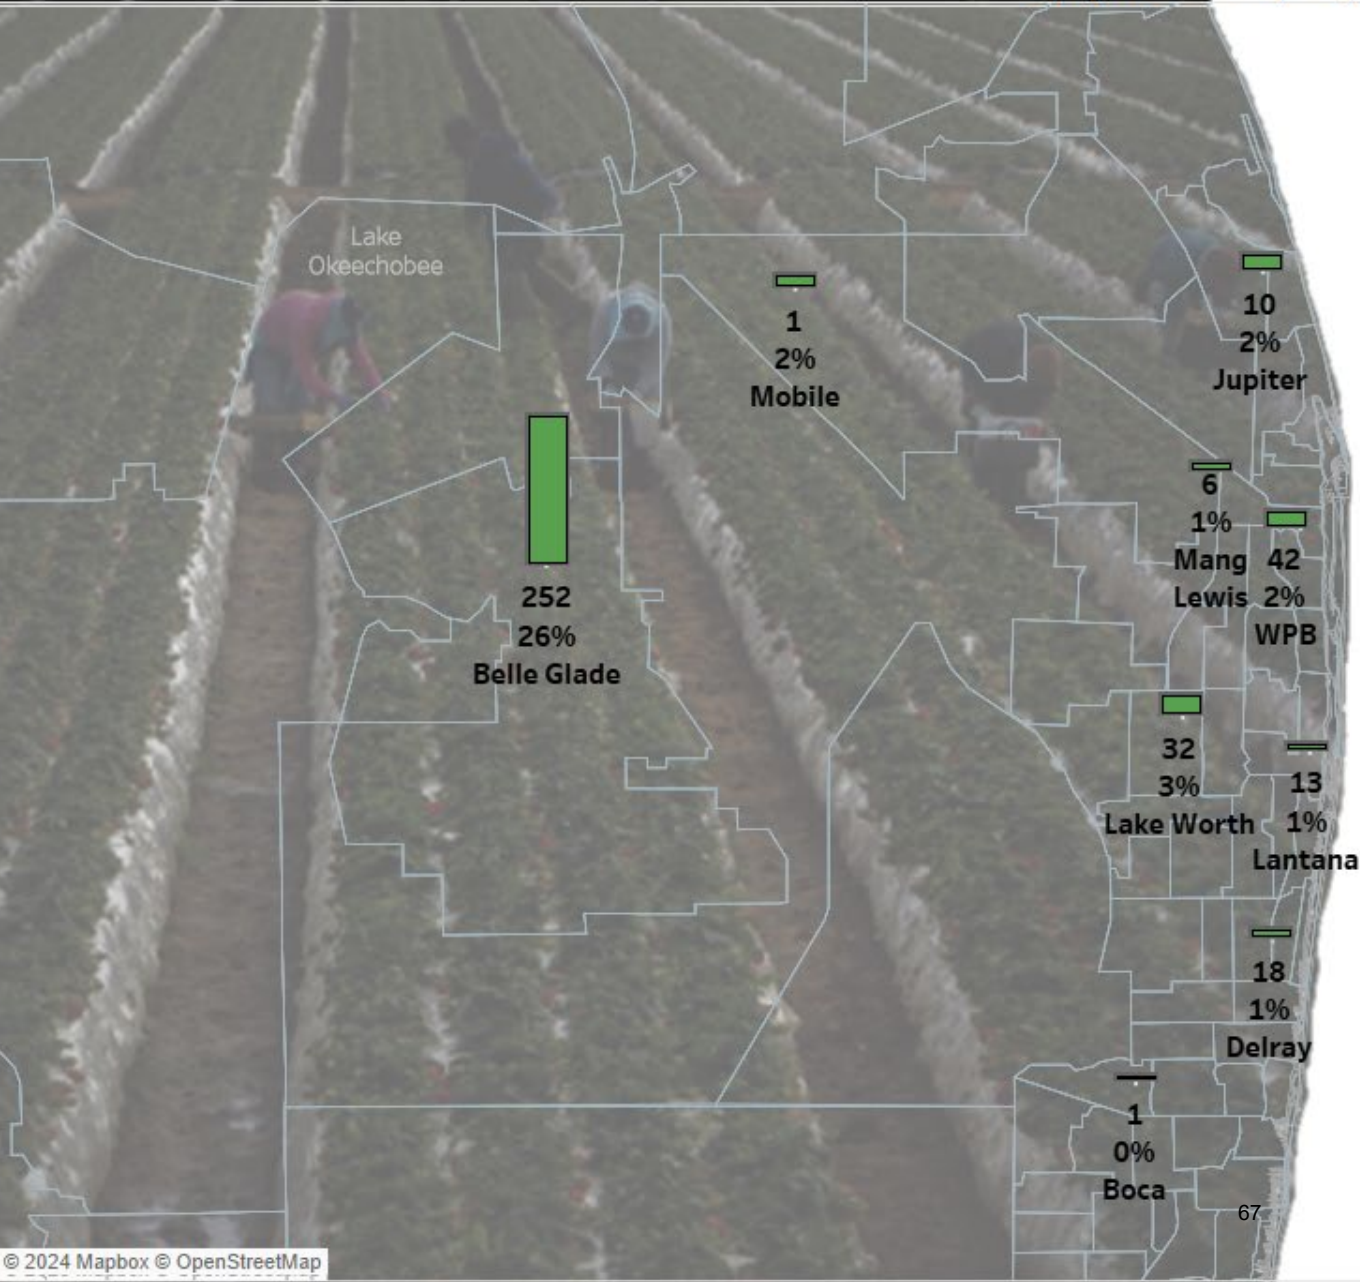 Lake
Okeechobee
10
2%
Jupiter
1
2%
Mobile
252
26%
Belle Glade
6
1%
Mang
Lewis
42
2%
WPB
32
3%
Lake Worth
13
1%
Lantana
18
1%
Delray
1
0%
Boca
67
© 2024 Mapbox © OpenStreetMap